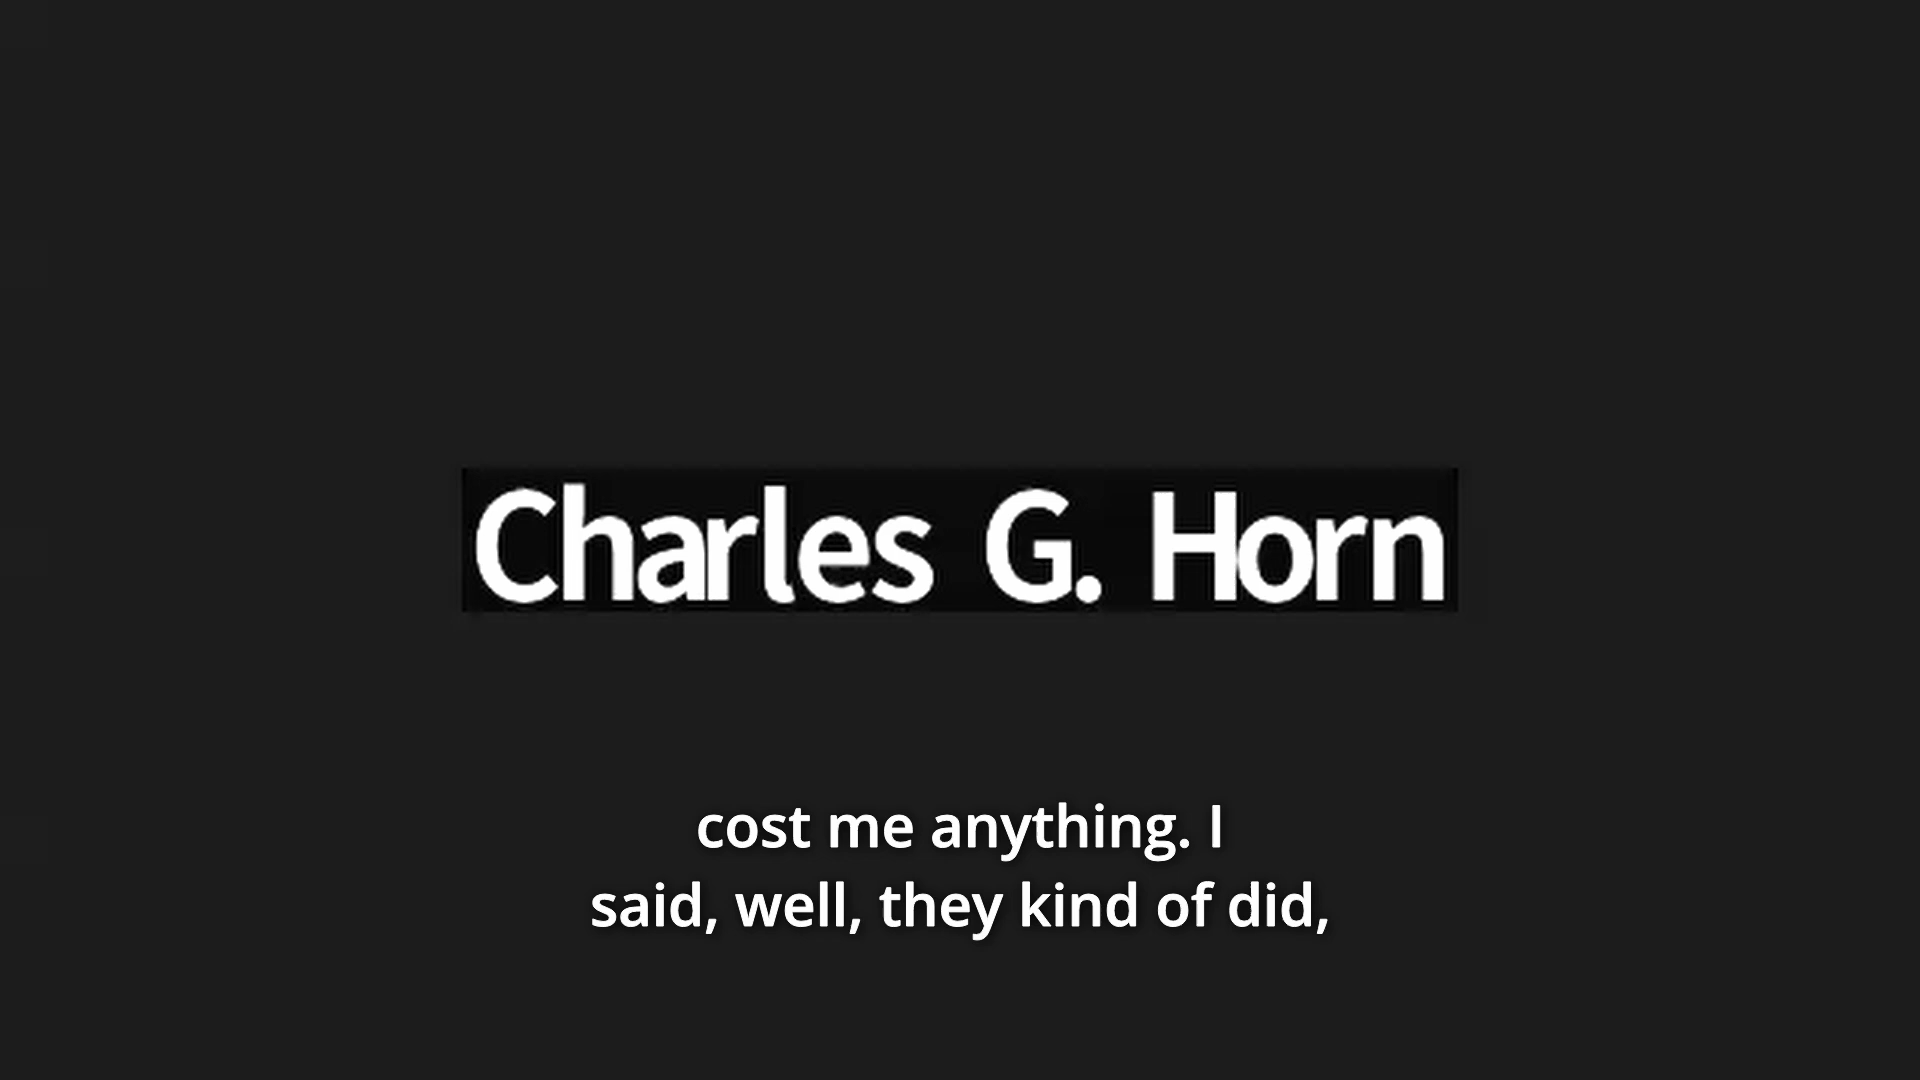 Charles G. Horn
cost me anything. I
said, well, they kind of did,